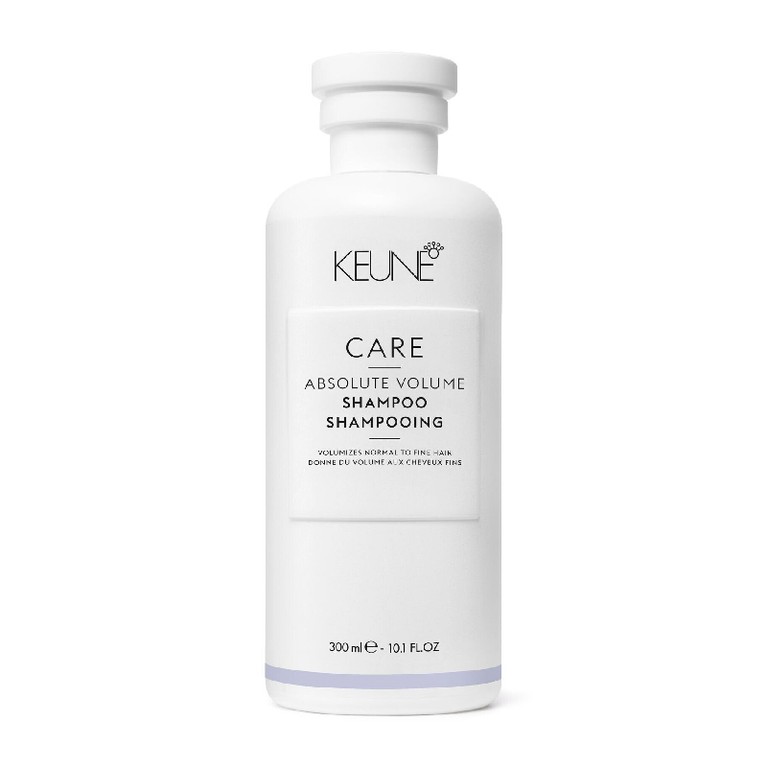 KEUNE
CARE
ABSOLUTE VOLUME
SHAMPOO
SHAMPOOING
VOLUMIZES NORMAL TO FINE HAIR
DONNE DU VOLUME AUX CHEVEUX FINS
300 ml ℮ - 10.1 FL.OZ